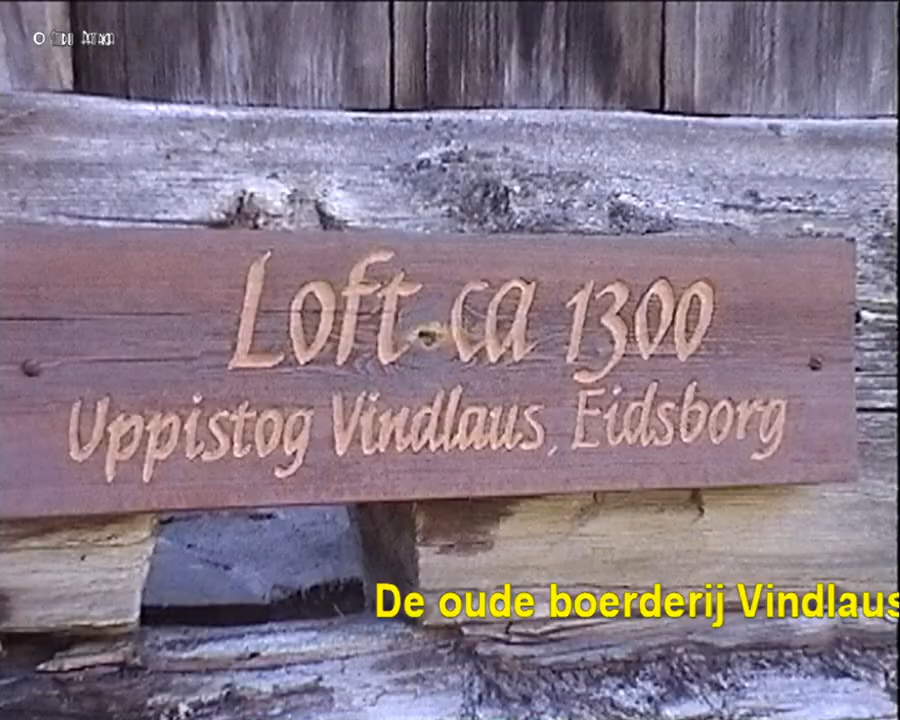 Loft ca 1300
Uppistog Vindlaus, Eidsborg
De oude boerderij Vindlaus